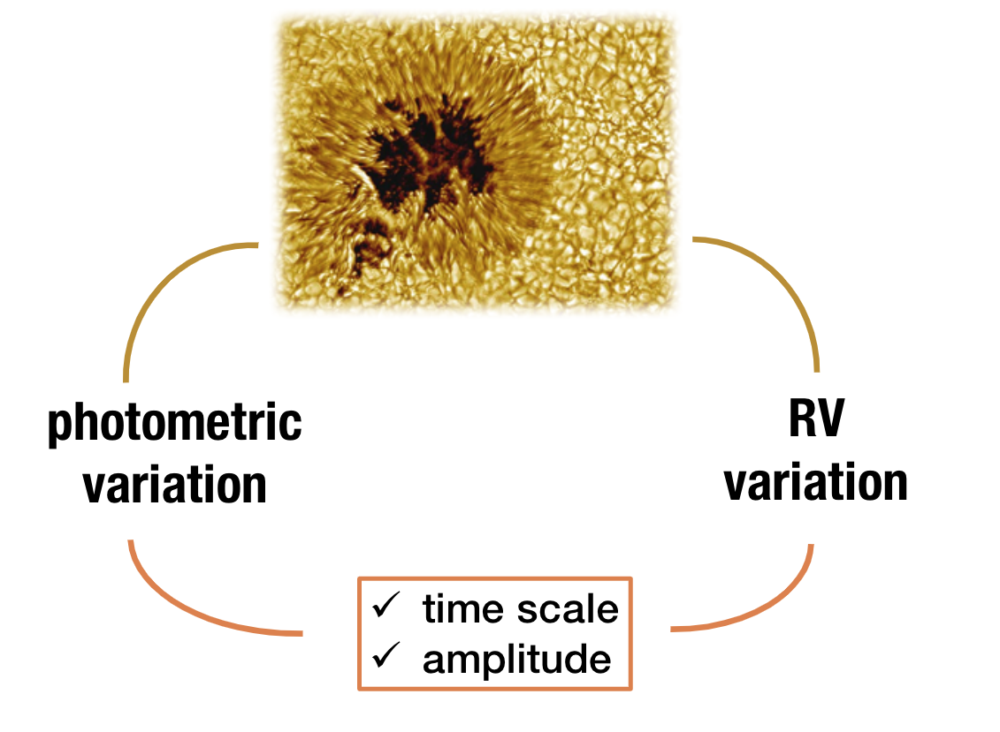 photometric
variation
RV
variation
✓ time scale
✓ amplitude